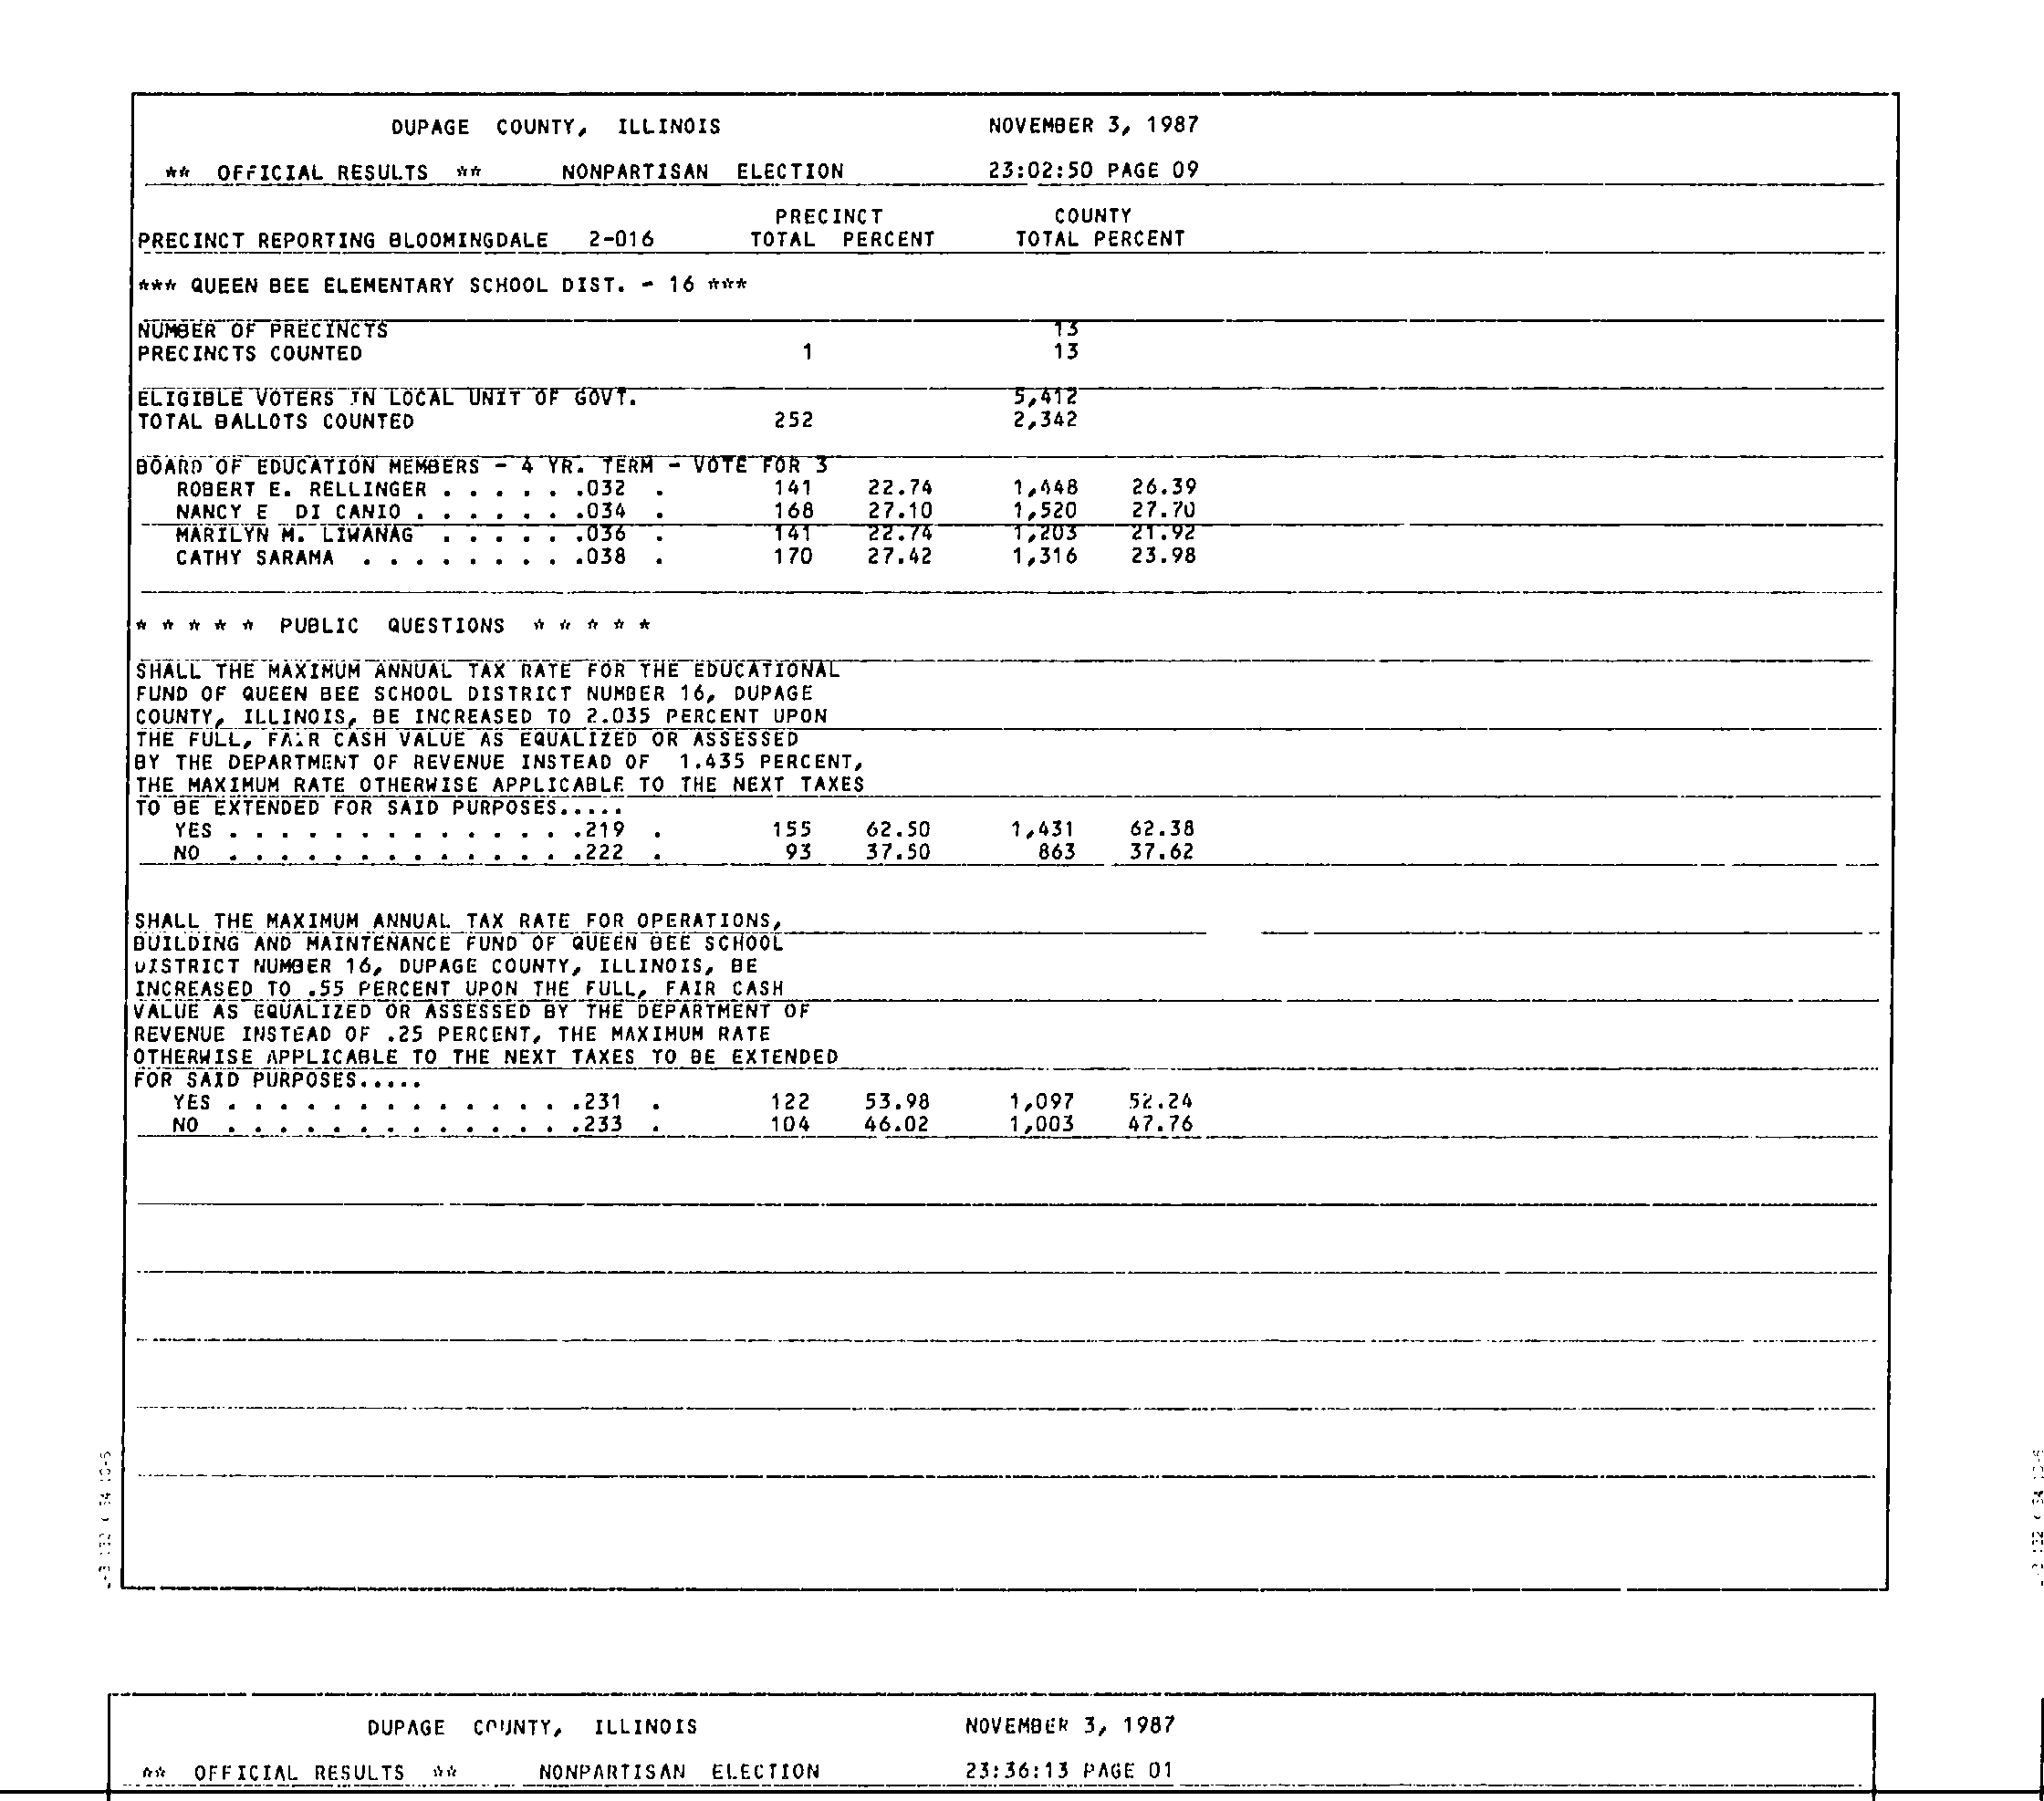 DUPAGE COUNTY, ILLINOIS NOVEMBER 3, 1987
** OFFICIAL RESULTS ** NONPARTISAN ELECTION 23:02:50 PAGE 09
PRECINCT COUNTY
PRECINCT REPORTING BLOOMINGDALE 2-016 TOTAL PERCENT TOTAL PERCENT
*** QUEEN BEE ELEMENTARY SCHOOL DIST. - 16 ***
NUMBER OF PRECINCTS 13
PRECINCTS COUNTED 1 13
ELIGIBLE VOTERS IN LOCAL UNIT OF GOVT. 5,412
TOTAL BALLOTS COUNTED 252 2,342
BOARD OF EDUCATION MEMBERS - 4 YR. TERM - VOTE FOR 3
ROBERT E. RELLINGER . . . . . .032 . 141 22.74 1,448 26.39
NANCY E DI CANIO . . . . . . .034 . 168 27.10 1,520 27.70
MARILYN M. LIWANAG . . . . . .036 . 141 22.74 1,203 21.92
CATHY SARAMA . . . . . . . . .038 . 170 27.42 1,316 23.98
* * * * * PUBLIC QUESTIONS * * * * *
SHALL THE MAXIMUM ANNUAL TAX RATE FOR THE EDUCATIONAL
FUND OF QUEEN BEE SCHOOL DISTRICT NUMBER 16, DUPAGE
COUNTY, ILLINOIS, BE INCREASED TO 2.035 PERCENT UPON
THE FULL, FAIR CASH VALUE AS EQUALIZED OR ASSESSED
BY THE DEPARTMENT OF REVENUE INSTEAD OF 1.435 PERCENT,
THE MAXIMUM RATE OTHERWISE APPLICABLE TO THE NEXT TAXES
TO BE EXTENDED FOR SAID PURPOSES.....
YES . . . . . . . . . . . . . .219 . 155 62.50 1,431 62.38
NO . . . . . . . . . . . . . .222 . 93 37.50 863 37.62
SHALL THE MAXIMUM ANNUAL TAX RATE FOR OPERATIONS,
BUILDING AND MAINTENANCE FUND OF QUEEN BEE SCHOOL
DISTRICT NUMBER 16, DUPAGE COUNTY, ILLINOIS, BE
INCREASED TO .55 PERCENT UPON THE FULL, FAIR CASH
VALUE AS EQUALIZED OR ASSESSED BY THE DEPARTMENT OF
REVENUE INSTEAD OF .25 PERCENT, THE MAXIMUM RATE
OTHERWISE APPLICABLE TO THE NEXT TAXES TO BE EXTENDED
FOR SAID PURPOSES.....
YES . . . . . . . . . . . . . .231 . 122 53.98 1,097 52.24
NO . . . . . . . . . . . . . .233 . 104 46.02 1,003 47.76
DUPAGE COUNTY, ILLINOIS NOVEMBER 3, 1987
** OFFICIAL RESULTS ** NONPARTISAN ELECTION 23:36:13 PAGE 01